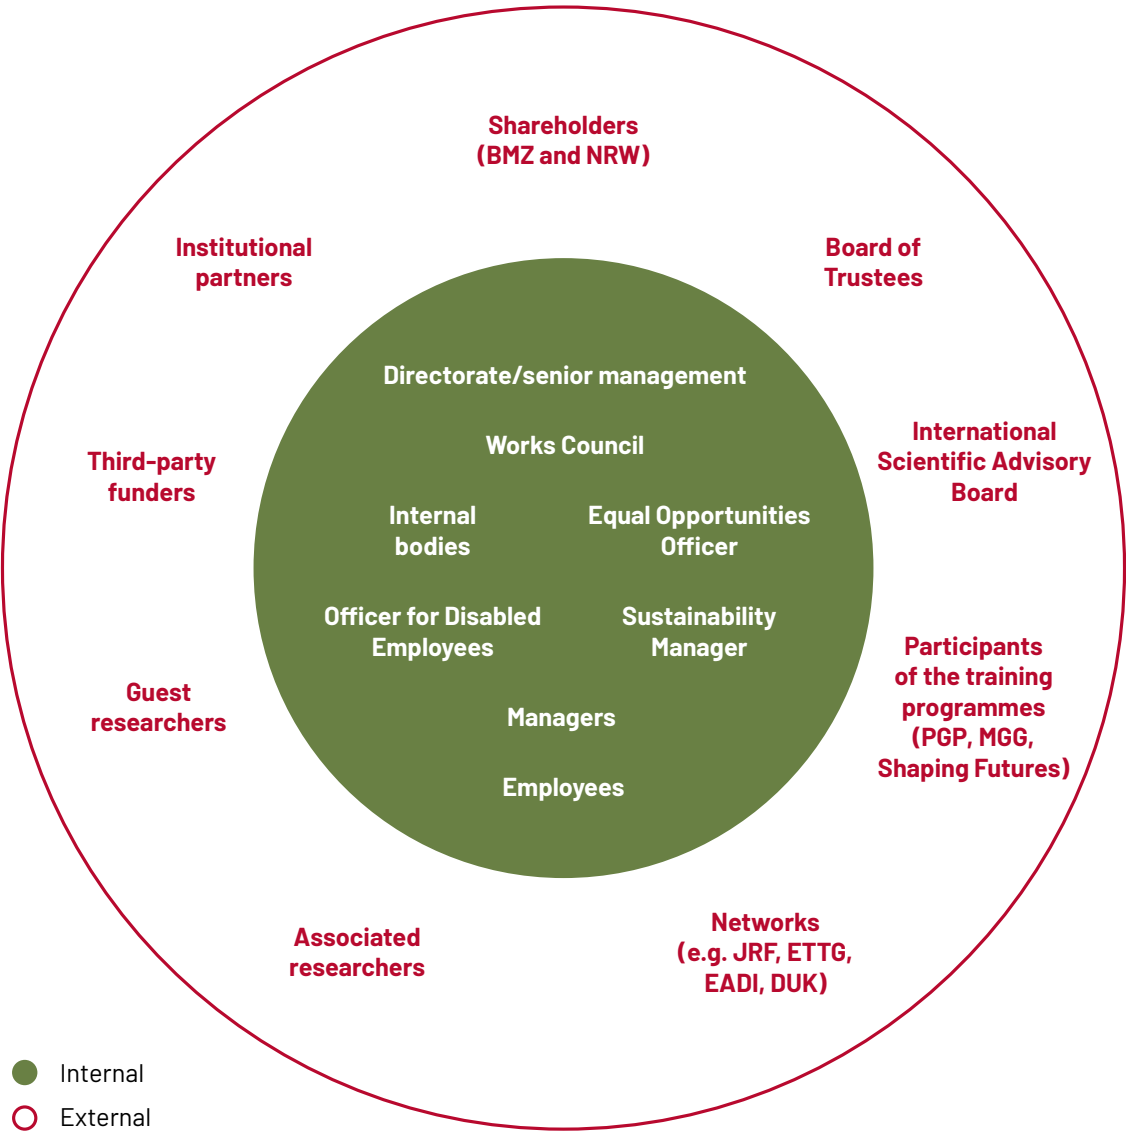 Shareholders
(BMZ and NRW)
Institutional
partners
Board of
Trustees
Directorate/senior management
Works Council
International
Scientific Advisory
Board
Third-party
funders
Internal
bodies
Equal Opportunities
Officer
Officer for Disabled
Employees
Sustainability
Manager
Participants
of the training
programmes
(PGP, MGG,
Shaping Futures)
Guest
researchers
Managers
Employees
Associated
researchers
Networks
(e.g. JRF, ETTG,
EADI, DUK)
Internal
External